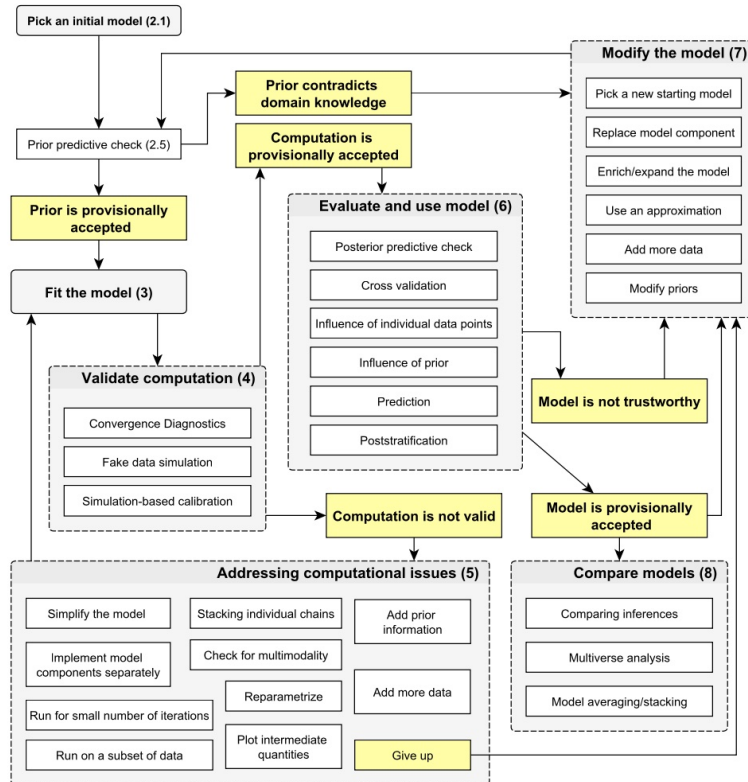 Pick an initial model (2.1)
Prior predictive check (2.5)
Prior contradicts
domain knowledge
Computation is
provisionally accepted
Prior is provisionally
accepted
Fit the model (3)
Modify the model (7)
Pick a new starting model
Replace model component
Enrich/expand the model
Use an approximation
Add more data
Modify priors
Evaluate and use model (6)
Posterior predictive check
Cross validation
Influence of individual data points
Influence of prior
Prediction
Poststratification
Validate computation (4)
Convergence Diagnostics
Fake data simulation
Simulation-based calibration
Model is not trustworthy
Computation is not valid
Model is provisionally
accepted
Addressing computational issues (5)
Simplify the model
Implement model
components separately
Run for small number of iterations
Run on a subset of data
Stacking individual chains
Check for multimodality
Reparametrize
Plot intermediate
quantities
Add prior
information
Add more data
Give up
Compare models (8)
Comparing inferences
Multiverse analysis
Model averaging/stacking